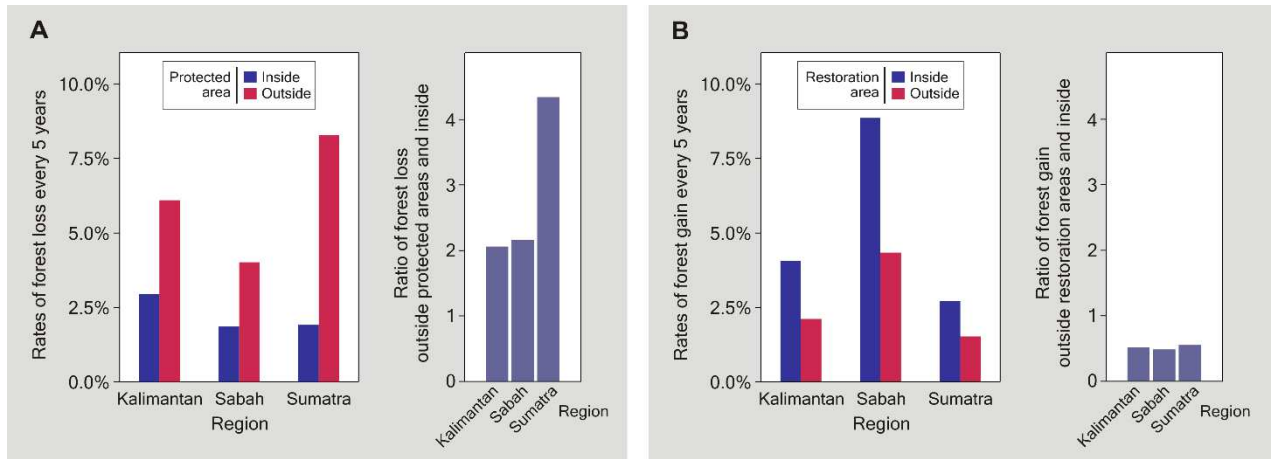 A
Rates of forest loss every 5 years
10.0%
7.5%
5.0%
2.5%
0.0%
Protected
area
Inside
Outside
Kalimantan
Sabah
Sumatra
Region
Ratio of forest loss
outside protected areas and inside
4
3
2
1
0
Kalimantan
Sabah
Sumatra
Region
B
Rates of forest gain every 5 years
10.0%
7.5%
5.0%
2.5%
0.0%
Restoration
area
Inside
Outside
Kalimantan
Sabah
Sumatra
Region
Ratio of forest gain
outside restoration areas and inside
4
3
2
1
0
Kalimantan
Sabah
Sumatra
Region